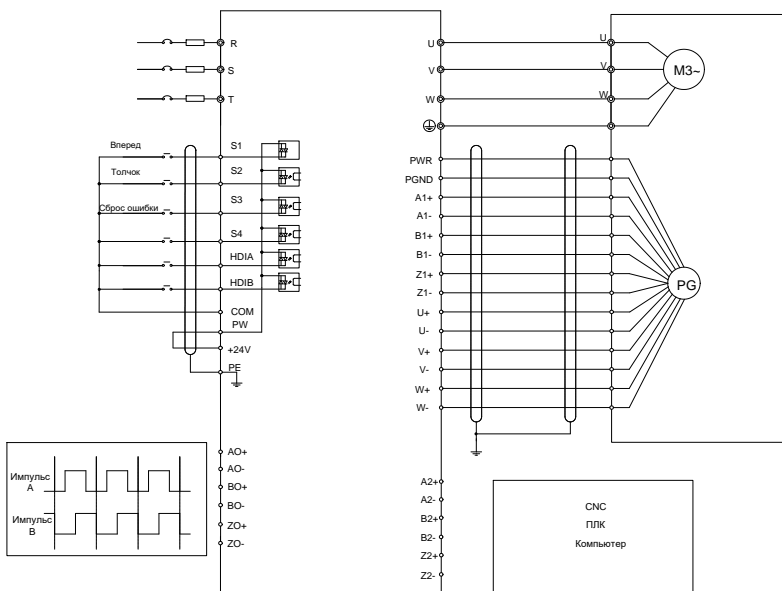 R
S
T
U
V
W
U
V
W
M3~
Вперед
S1
Толчок
S2
Сброс ошибки
S3
S4
HDIA
HDIB
COM
PW
+24V
PE
PWR
PGND
A1+
A1-
B1+
B1-
Z1+
Z1-
U+
U-
V+
V-
W+
W-
PG
Импульс
A
Импульс
B
AO+
AO-
BO+
BO-
ZO+
ZO-
A2+
A2-
B2+
B2-
Z2+
Z2-
CNC
ПЛК
Компьютер